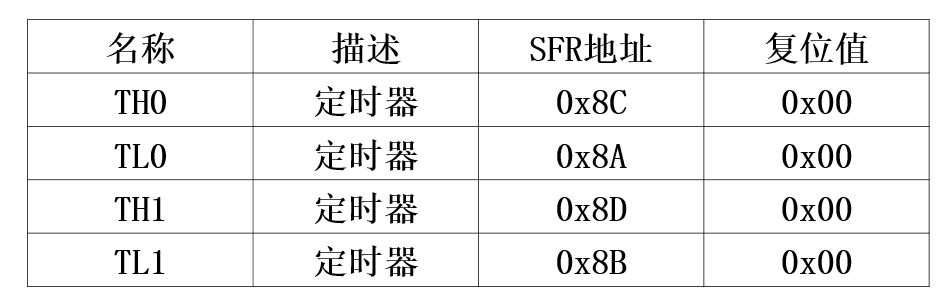 名称 描述 SFR地址 复位值
TH0 定时器 0x8C 0x00
TL0 定时器 0x8A 0x00
TH1 定时器 0x8D 0x00
TL1 定时器 0x8B 0x00